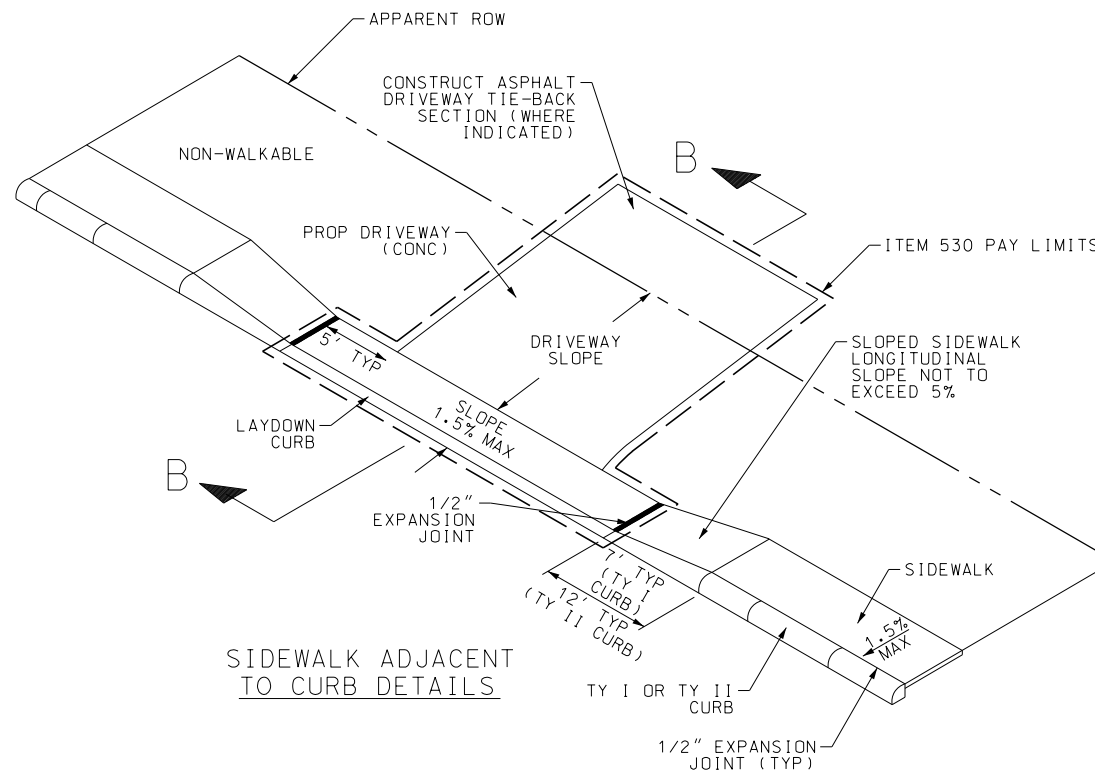 APPARENT ROW
CONSTRUCT ASPHALT
DRIVEWAY TIE-BACK
SECTION (WHERE
INDICATED)
NON-WALKABLE
B
PROP DRIVEWAY
(CONC)
ITEM 530 PAY LIMITS
DRIVEWAY
SLOPE
SLOPED SIDEWALK
LONGITUDINAL
SLOPE NOT TO
EXCEED 5%
5' TYP
SLOPE
1.5% MAX
LAYDOWN
CURB
B
1/2" EXPANSION
JOINT
7' TYP
(TY I
CURB)
12' TYP
(TY II CURB)
SIDEWALK
1.5%
MAX
SIDEWALK ADJACENT
TO CURB DETAILS
TY I OR TY II
CURB
1/2" EXPANSION
JOINT (TYP)